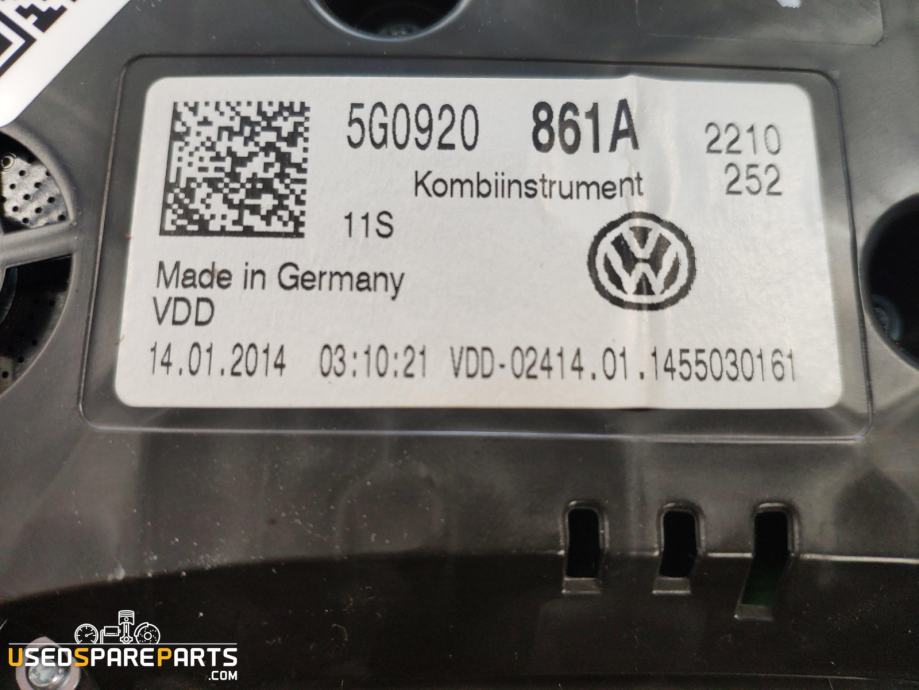 5G0920 861A 2210
Kombiinstrument 252
11S
Made in Germany
VDD
14.01.2014 03:10:21 VDD-02414.01.1455030161
USEDSPAREPARTS
.COM